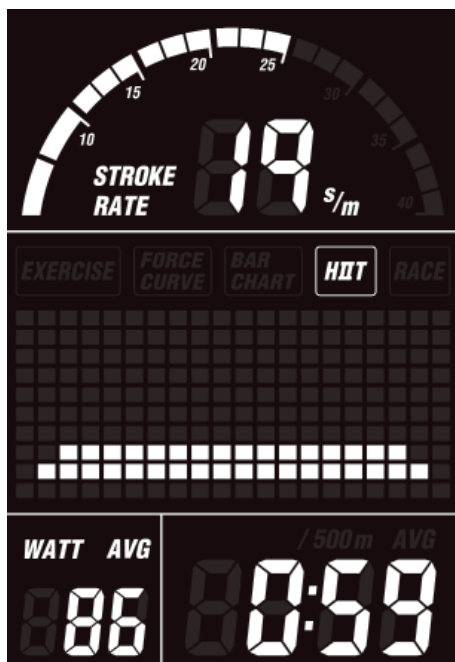 20 25
15 30
10 35
STROKE
RATE 19 s/m 40
EXERCISE FORCE CURVE BAR CHART HIIT RACE
WATT AVG /500m AVG
86 0:59